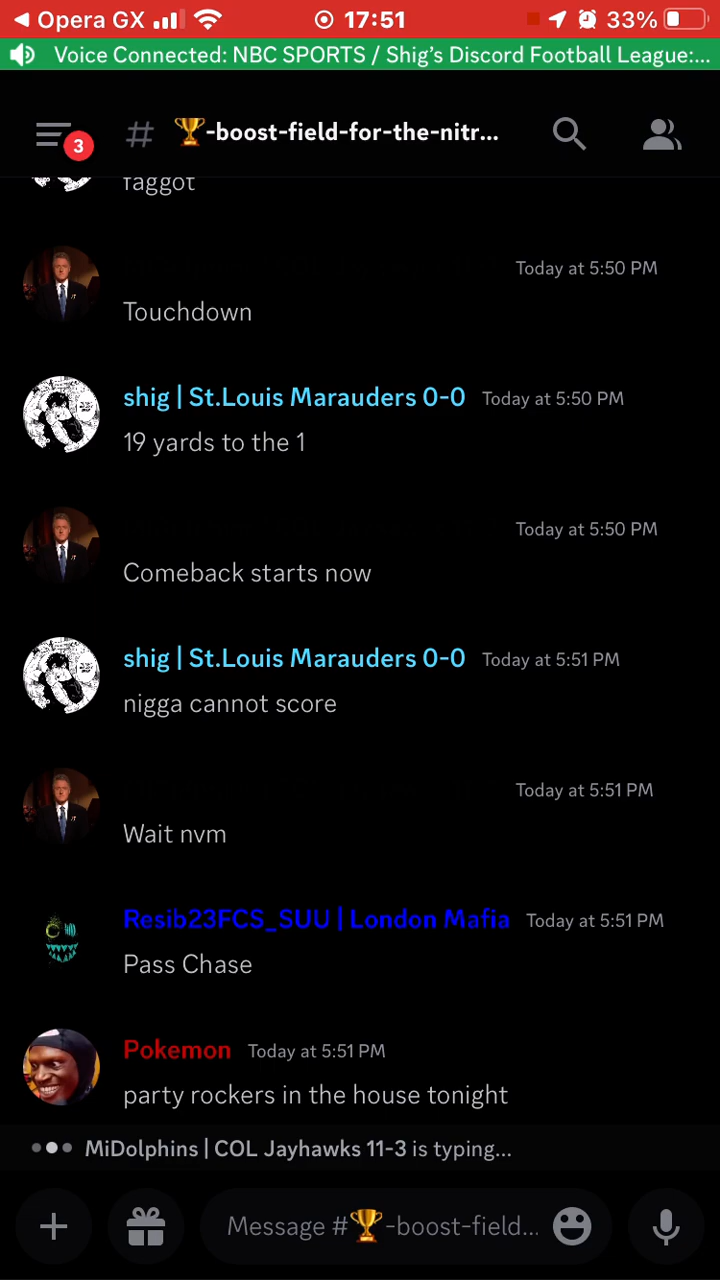 Opera GX 17:51 33%
Voice Connected: NBC SPORTS / Shig's Discord Football League:...
3 # 🏆-boost-field-for-the-nitr...
faggot
Today at 5:50 PM
Touchdown
shig | St.Louis Marauders 0-0 Today at 5:50 PM
19 yards to the 1
Today at 5:50 PM
Comeback starts now
shig | St.Louis Marauders 0-0 Today at 5:51 PM
nigga cannot score
Today at 5:51 PM
Wait nvm
Resib23FCS_SUU | London Mafia Today at 5:51 PM
Pass Chase
Pokemon Today at 5:51 PM
party rockers in the house tonight
MiDolphins | COL Jayhawks 11-3 is typing...
Message #🏆-boost-field...